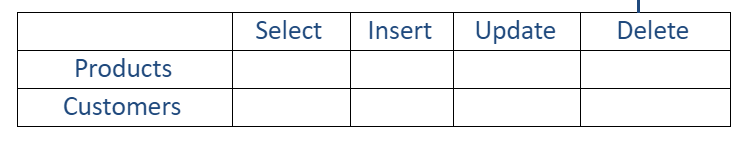 Select Insert Update Delete
Products
Customers